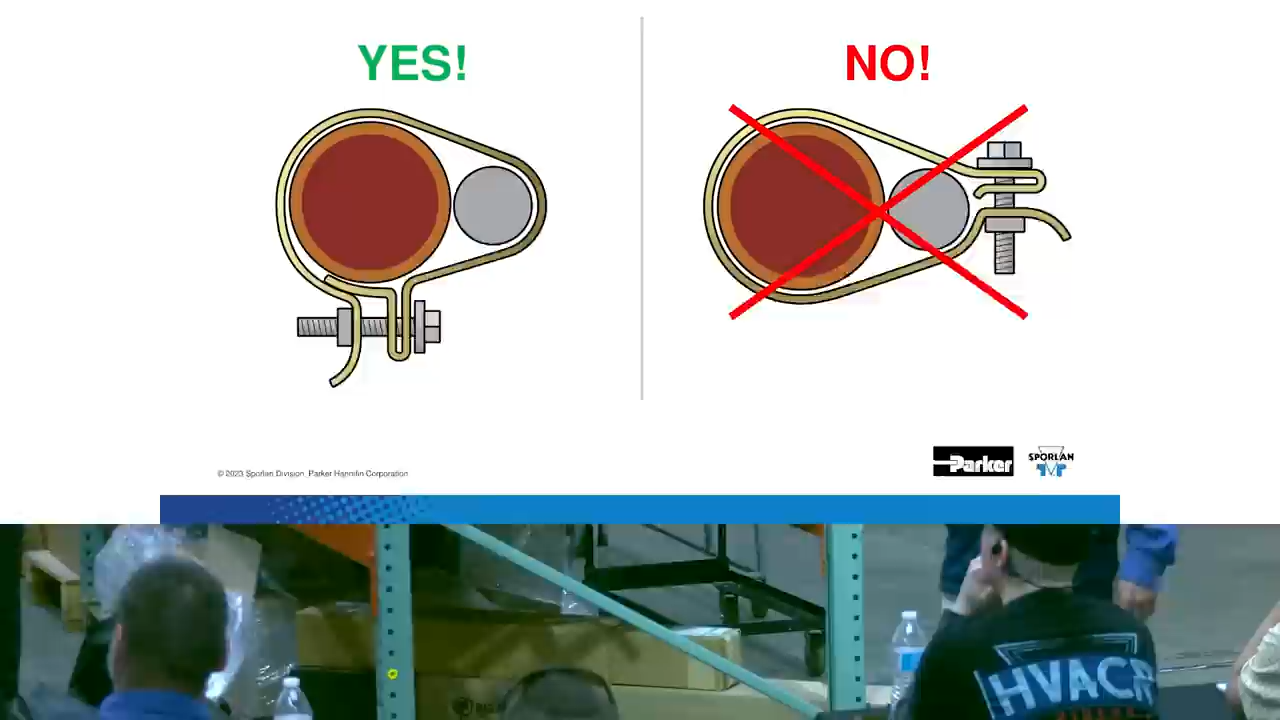 YES!
NO!
© 2023 Sporlan Division, Parker Hannifin Corporation
Parker
SPORLAN
HVACR